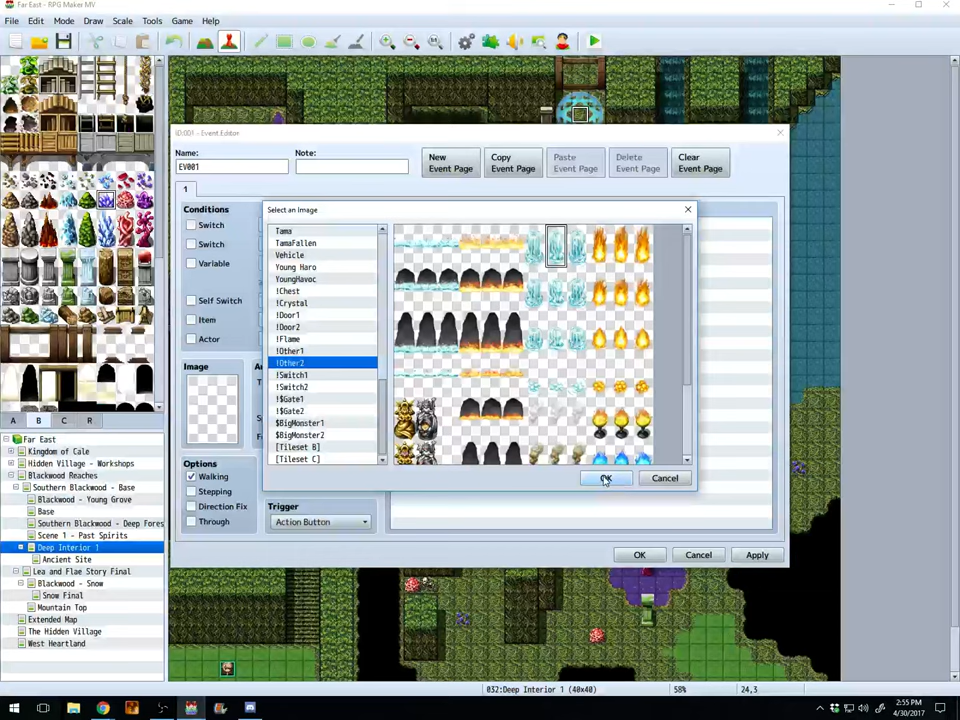 Far East - RPG Maker MV
File Edit Mode Draw Scale Tools Game Help
1:1
ID:001 - Event Editor
Name:
Note:
EV001
New
Event Page
Copy
Event Page
Paste
Event Page
Delete
Event Page
Clear
Event Page
1
Conditions
Switch
Switch
Variable
Self Switch
Item
Actor
Image
Options
Walking
Stepping
Direction Fix
Through
Trigger
Action Button
Select an Image
Tama
TamaFallen
Vehicle
Young Haro
YoungHavoc
!Chest
!Crystal
!Door1
!Door2
!Flame
!Other1
!Other2
!Switch1
!Switch2
!$Gate1
!$Gate2
$BigMonster1
$BigMonster2
[Tileset B]
[Tileset C]
OK
Cancel
OK
Cancel
Apply
A B C R
Far East
Kingdom of Cale
Hidden Village - Workshops
Blackwood Reaches
Southern Blackwood - Base
Blackwood - Young Grove
Base
Southern Blackwood - Deep Fores
Scene 1 - Past Spirits
Deep Interior 1
Ancient Site
Lea and Flae Story Final
Blackwood - Snow
Snow Final
Mountain Top
Extended Map
The Hidden Village
West Heartland
032:Deep Interior 1 (40x40)
58%
24,3
2:55 PM
4/30/2017